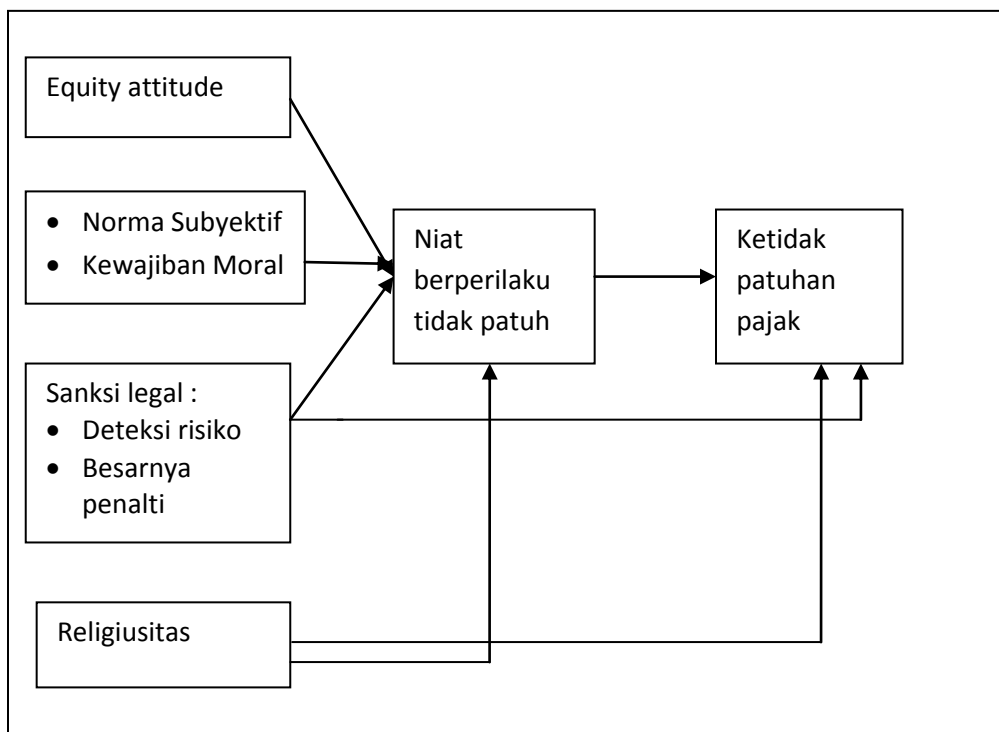 Equity attitude
• Norma Subyektif
• Kewajiban Moral
Niat
berperilaku
tidak patuh
Ketidak
patuhan
pajak
Sanksi legal :
• Deteksi risiko
• Besarnya
penalti
Religiusitas